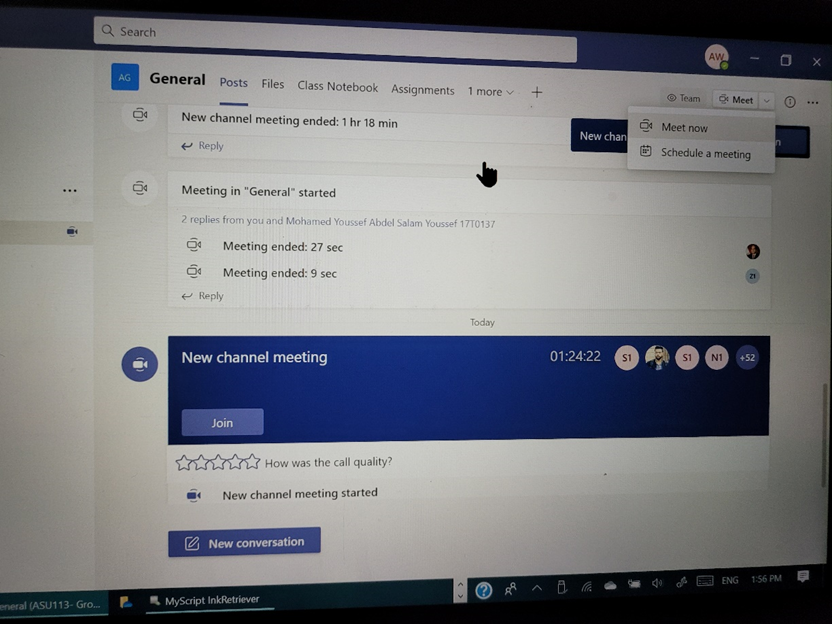 Search
AW
AG General Posts Files Class Notebook Assignments 1 more +
Team Meet
New channel meeting ended: 1 hr 18 min
New chan
n
Meet now
Schedule a meeting
Reply
Meeting in "General" started
2 replies from you and Mohamed Youssef Abdel Salam Youssef 17T0137
Meeting ended: 27 sec
Meeting ended: 9 sec
21
Reply
Today
New channel meeting 01:24:22 S1 S1 N1 +52
Join
How was the call quality?
New channel meeting started
New conversation
eneral (ASU113- Gro... MyScript InkRetriever ENG 1:56 PM